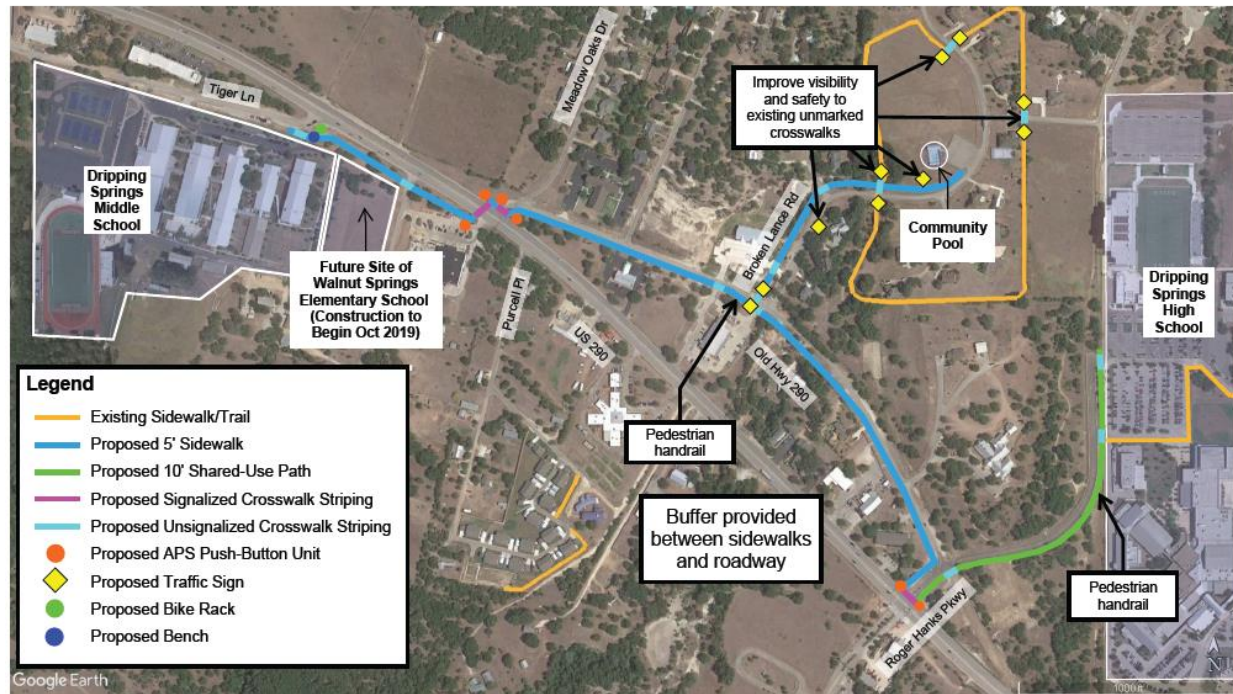 Tiger Ln
Meadow Oaks Dr
Improve visibility
and safety to
existing unmarked
crosswalks
Dripping
Springs
Middle
School
Future Site of
Walnut Springs
Elementary School
(Construction to
Begin Oct 2019)
Purcell Pl
US 290
Broken Lance Rd
Community
Pool
Dripping
Springs
High
School
Old Hwy 290
Pedestrian
handrail
Buffer provided
between sidewalks
and roadway
Roger Hanks Pkwy
Pedestrian
handrail
Legend
Existing Sidewalk/Trail
Proposed 5' Sidewalk
Proposed 10' Shared-Use Path
Proposed Signalized Crosswalk Striping
Proposed Unsignalized Crosswalk Striping
Proposed APS Push-Button Unit
Proposed Traffic Sign
Proposed Bike Rack
Proposed Bench
Google Earth
N
1000 ft